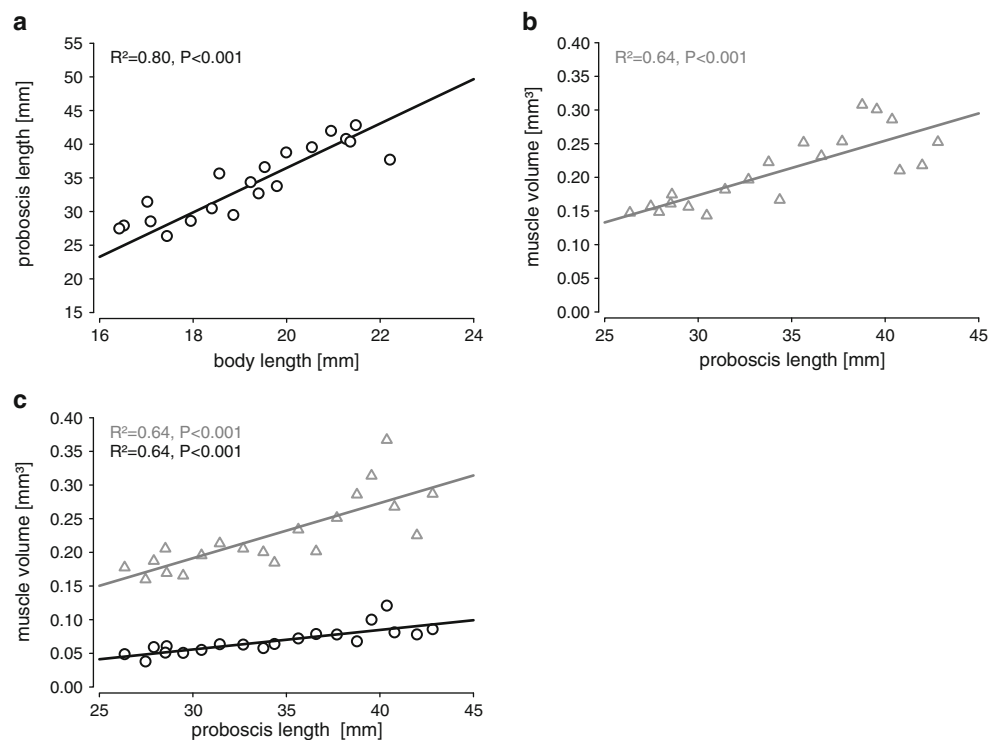 a
R²=0.80, P<0.001
proboscis length [mm]
55
50
45
40
35
30
25
20
15
16 18 20 22 24
body length [mm]
b
R²=0.64, P<0.001
muscle volume [mm³]
0.40
0.30
0.25
0.20
0.15
0.10
0.00
25 30 35 40 45
proboscis length [mm]
c
R²=0.64, P<0.001
R²=0.64, P<0.001
muscle volume [mm³]
0.40
0.35
0.30
0.25
0.20
0.15
0.10
0.05
0.00
25 30 35 40 45
proboscis length [mm]